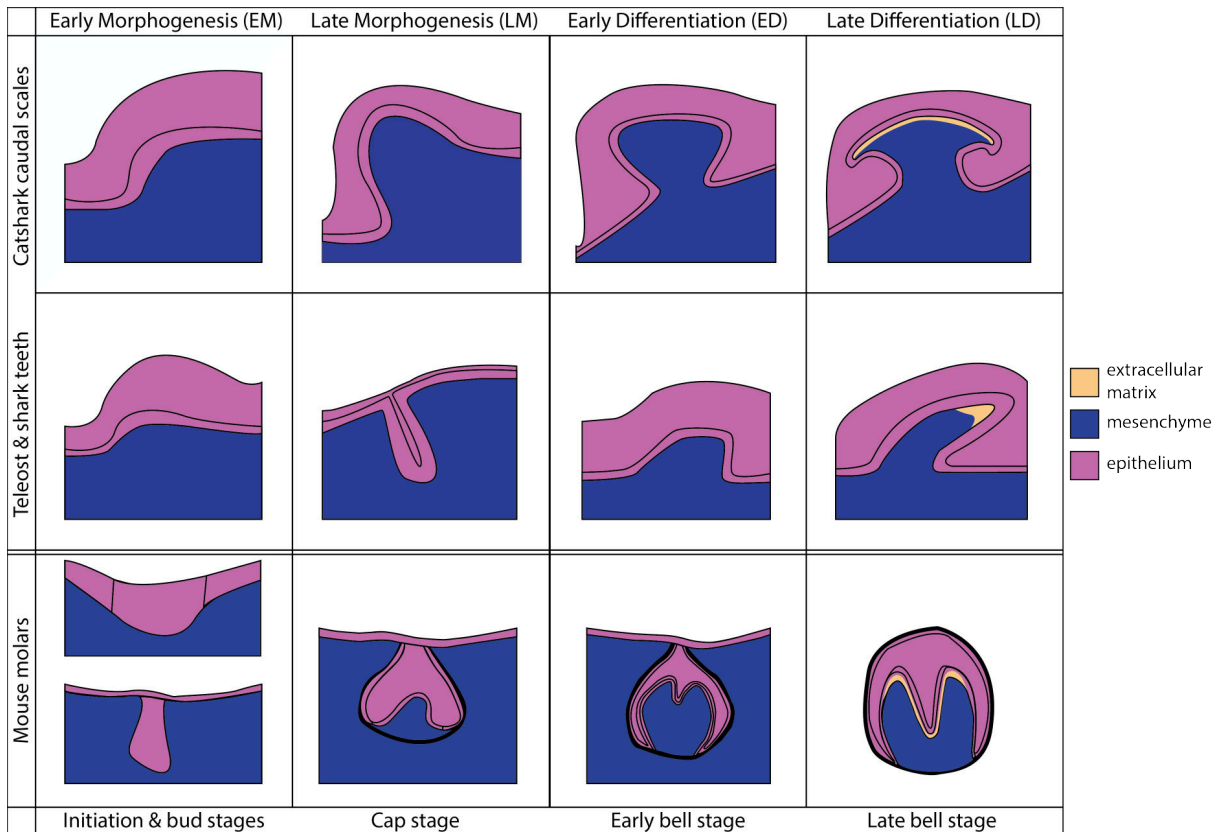 Early Morphogenesis (EM)
Late Morphogenesis (LM)
Early Differentiation (ED)
Late Differentiation (LD)
Catshark caudal scales
Teleost & shark teeth
extracellular
matrix
mesenchyme
epithelium
Mouse molars
Initiation & bud stages
Cap stage
Early bell stage
Late bell stage